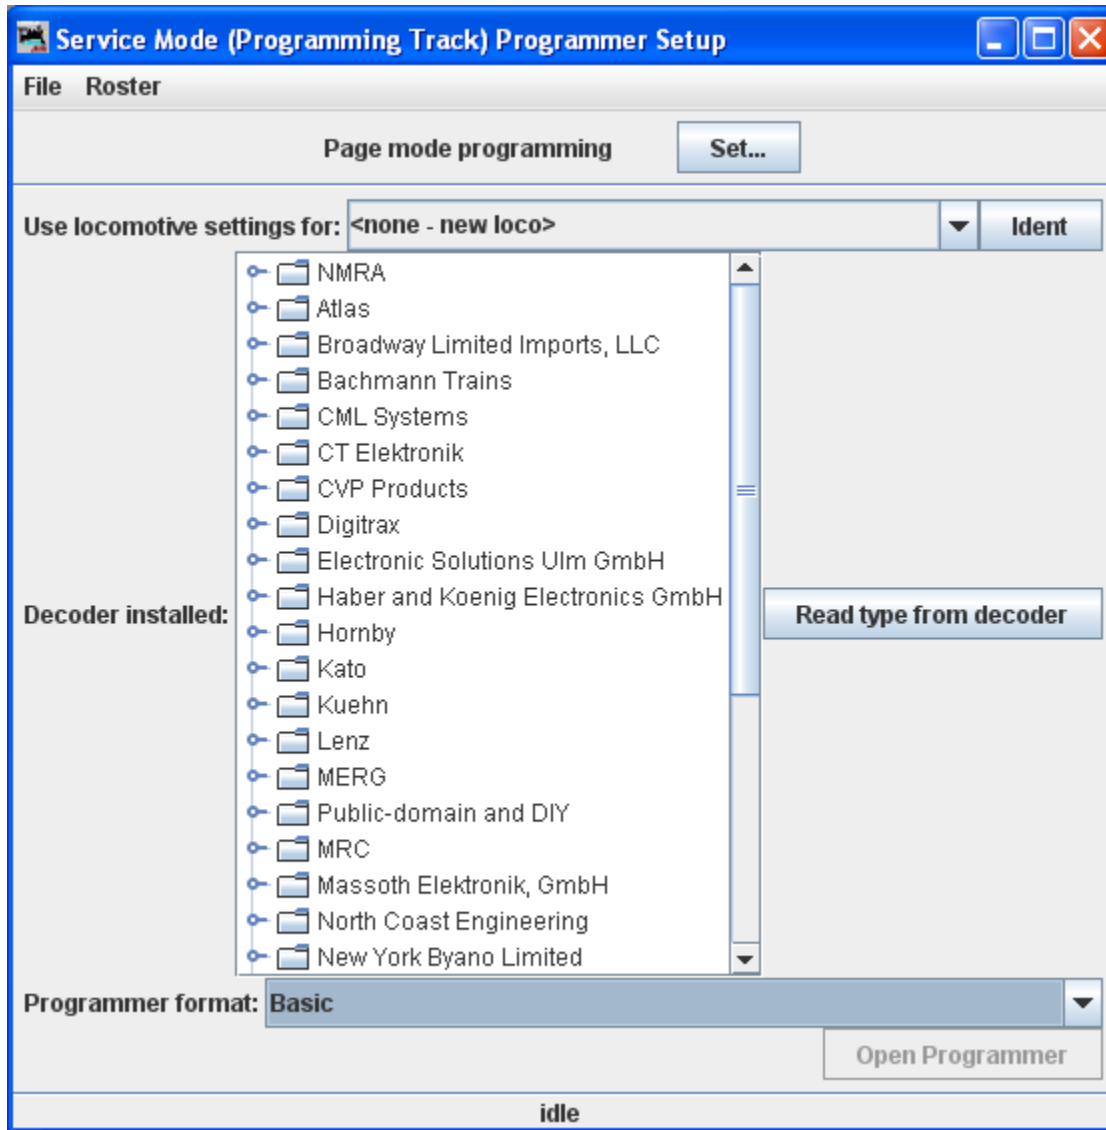 Service Mode (Programming Track) Programmer Setup
File Roster
Page mode programming Set...
Use locomotive settings for: <none - new loco> Ident
NMRA
Atlas
Broadway Limited Imports, LLC
Bachmann Trains
CML Systems
CT Elektronik
CVP Products
Digitrax
Electronic Solutions Ulm GmbH
Haber and Koenig Electronics GmbH
Decoder installed: Read type from decoder
Hornby
Kato
Kuehn
Lenz
MERG
Public-domain and DIY
MRC
Massoth Elektronik, GmbH
North Coast Engineering
New York Byano Limited
Programmer format: Basic
Open Programmer
idle